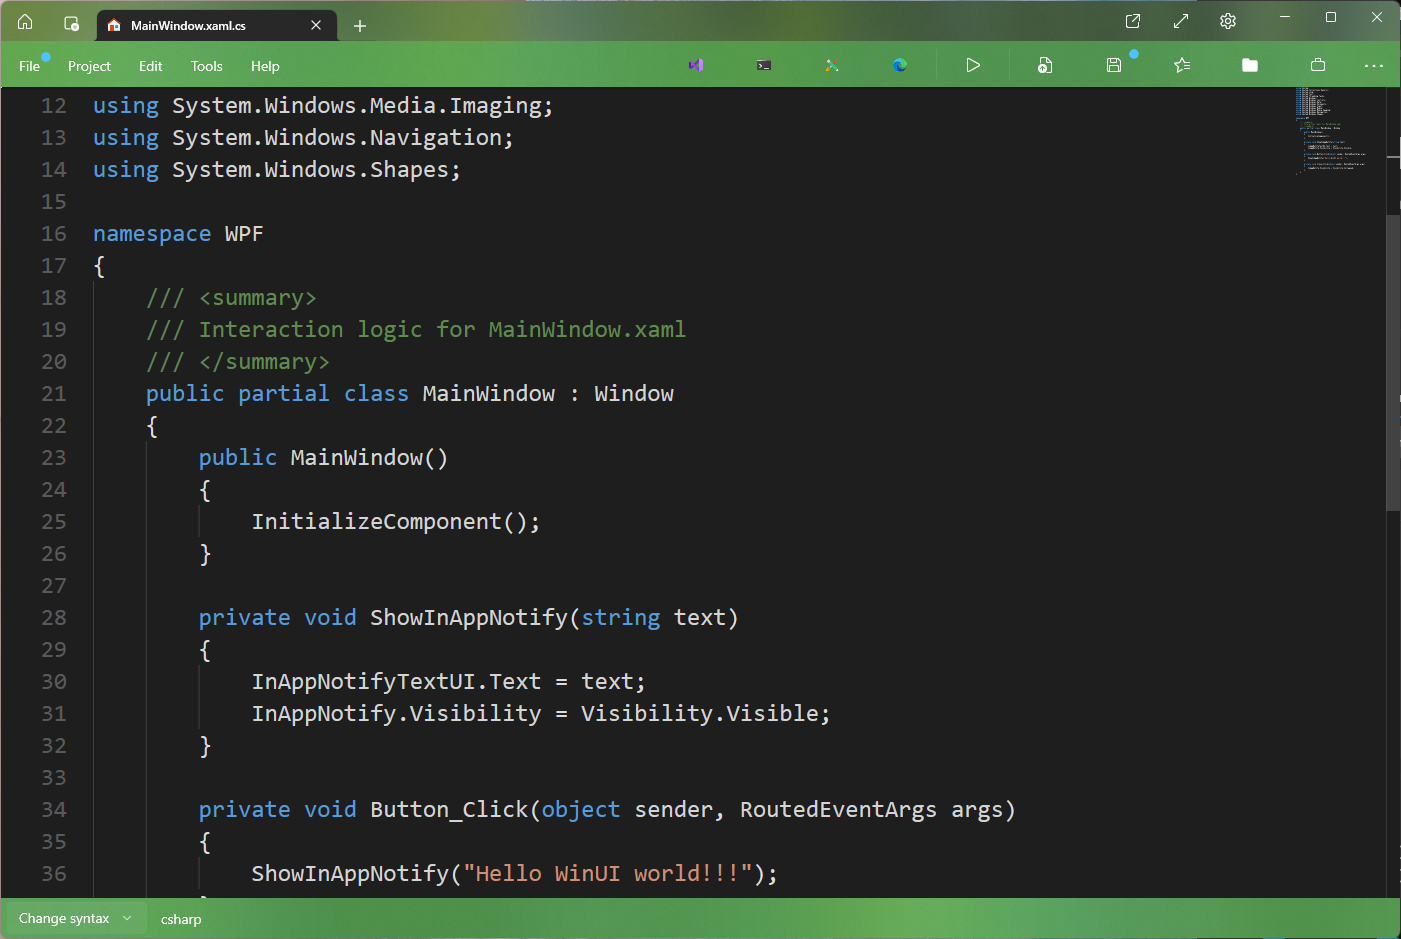 MainWindow.xaml.cs
File Project Edit Tools Help
12 using System.Windows.Media.Imaging;
13 using System.Windows.Navigation;
14 using System.Windows.Shapes;
15
16 namespace WPF
17 {
18 /// <summary>
19 /// Interaction logic for MainWindow.xaml
20 /// </summary>
21 public partial class MainWindow : Window
22 {
23 public MainWindow()
24 {
25 InitializeComponent();
26 }
27
28 private void ShowInAppNotify(string text)
29 {
30 InAppNotifyTextUI.Text = text;
31 InAppNotify.Visibility = Visibility.Visible;
32 }
33
34 private void Button_Click(object sender, RoutedEventArgs args)
35 {
36 ShowInAppNotify("Hello WinUI world!!!");
Change syntax csharp